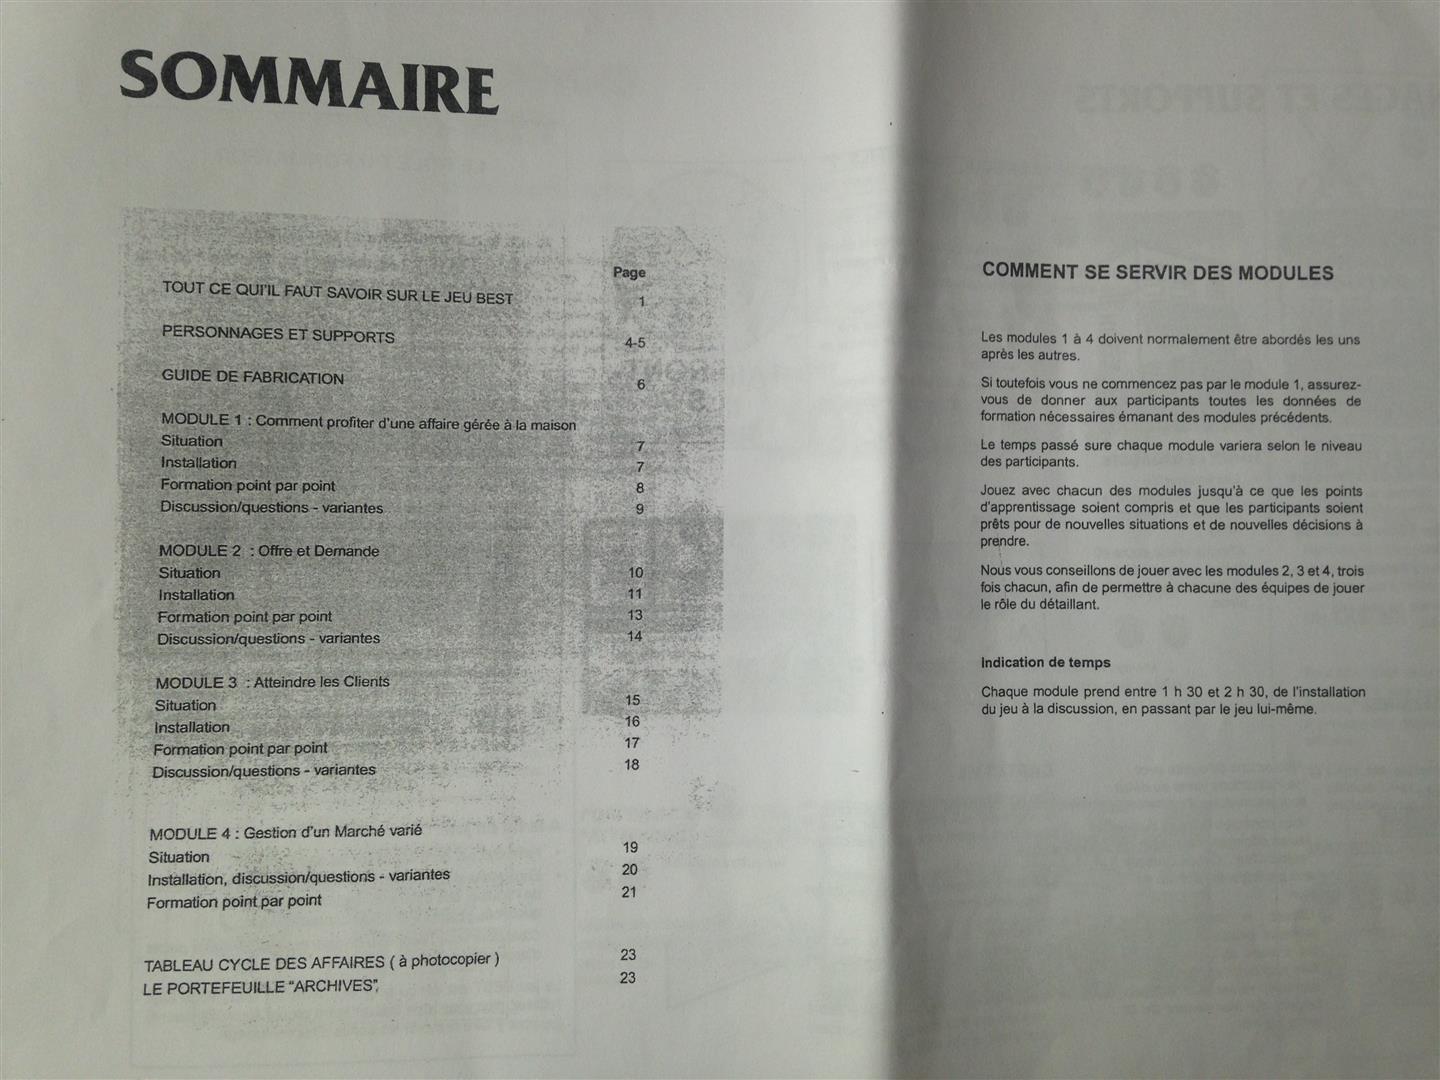 SOMMAIRE
Page
TOUT CE QUI'IL FAUT SAVOIR SUR LE JEU BEST 1
PERSONNAGES ET SUPPORTS 4-5
GUIDE DE FABRICATION 6
MODULE 1 : Comment profiter d'une affaire gérée à la maison
Situation 7
Installation 7
Formation point par point 8
Discussion/questions - variantes 9
MODULE 2 : Offre et Demande
Situation 10
Installation 11
Formation point par point 13
Discussion/questions - variantes 14
MODULE 3 : Atteindre les Clients
Situation 15
Installation 16
Formation point par point 17
Discussion/questions - variantes 18
MODULE 4 : Gestion d'un Marché varié
Situation 19
Installation, discussion/questions - variantes 20
Formation point par point 21
TABLEAU CYCLE DES AFFAIRES ( à photocopier ) 23
LE PORTEFEUILLE “ARCHIVES”, 23
COMMENT SE SERVIR DES MODULES
Les modules 1 à 4 doivent normalement être abordés les uns
après les autres.
Si toutefois vous ne commencez pas par le module 1, assurez-
vous de donner aux participants toutes les données de
formation nécessaires émanant des modules précédents.
Le temps passé sure chaque module variera selon le niveau
des participants.
Jouez avec chacun des modules jusqu'à ce que les points
d'apprentissage soient compris et que les participants soient
prêts pour de nouvelles situations et de nouvelles décisions à
prendre.
Nous vous conseillons de jouer avec les modules 2, 3 et 4, trois
fois chacun, afin de permettre à chacune des équipes de jouer
le rôle du détaillant.
Indication de temps
Chaque module prend entre 1 h 30 et 2 h 30, de l'installation
du jeu à la discussion, en passant par le jeu lui-même.